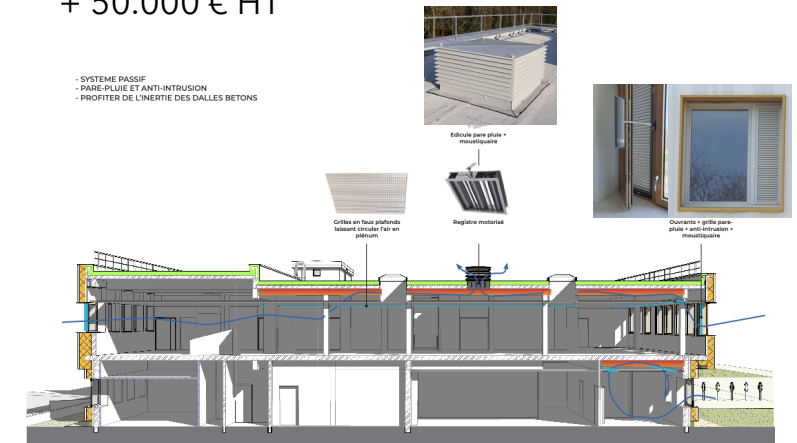 + 50.000 € HT
- SYSTEME PASSIF
- PARE-PLUIE ET ANTI-INTRUSION
- PROFITER DE L'INERTIE DES DALLES BETONS
Edicule pare pluie +
moustiquaire
Grilles en faux plafonds
laissant circuler l'air en
plénum
Registre motorisé
Ouvrants + grille pare-
pluie + anti-intrusion +
moustiquaire